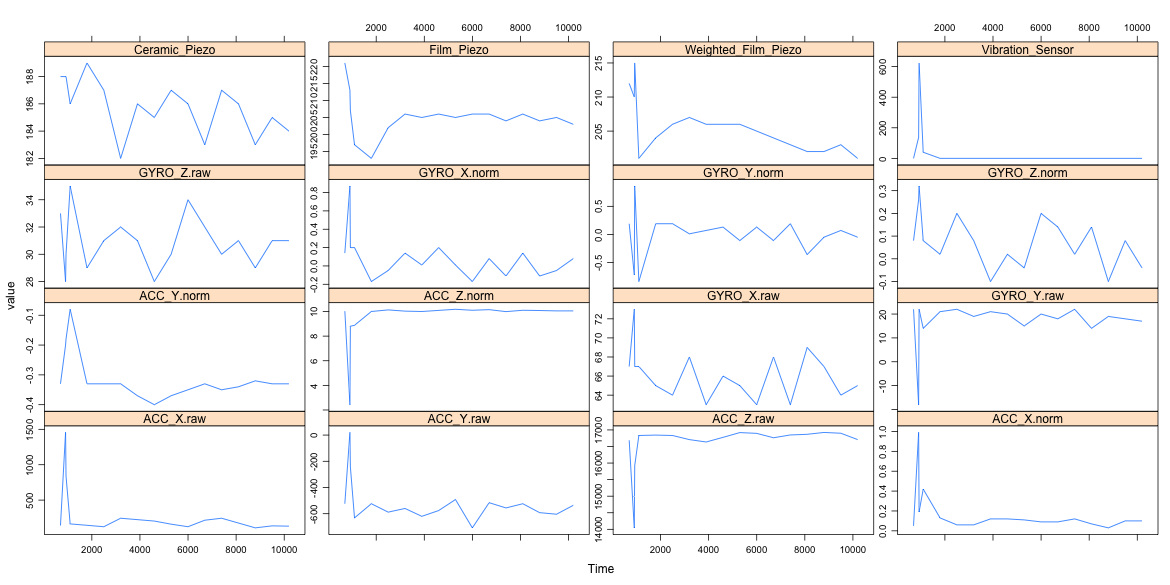 2000 4000 6000 8000 10000 2000 4000 6000 8000 10000
Ceramic_Piezo Film_Piezo Weighted_Film_Piezo Vibration_Sensor
188 220 215 600
186 215 210 400
184 210 205 200
182 205 0
200
195
GYRO_Z.raw GYRO_X.norm GYRO_Y.norm GYRO_Z.norm
34 0.8 0.5 0.3
32 0.6 0.0 0.2
30 0.4 -0.5 0.1
28 0.2 0.0
0.0 -0.1
-0.2
value
ACC_Y.norm ACC_Z.norm GYRO_X.raw GYRO_Y.raw
-0.1 10 72 20
-0.2 8 70 10
-0.3 6 68 0
-0.4 4 66 -10
64
ACC_X.raw ACC_Y.raw ACC_Z.raw ACC_X.norm
1500 0 17000 1.0
1000 -200 16000 0.8
500 -400 15000 0.6
-600 14000 0.4
0.2
0.0
2000 4000 6000 8000 10000 2000 4000 6000 8000 10000
Time